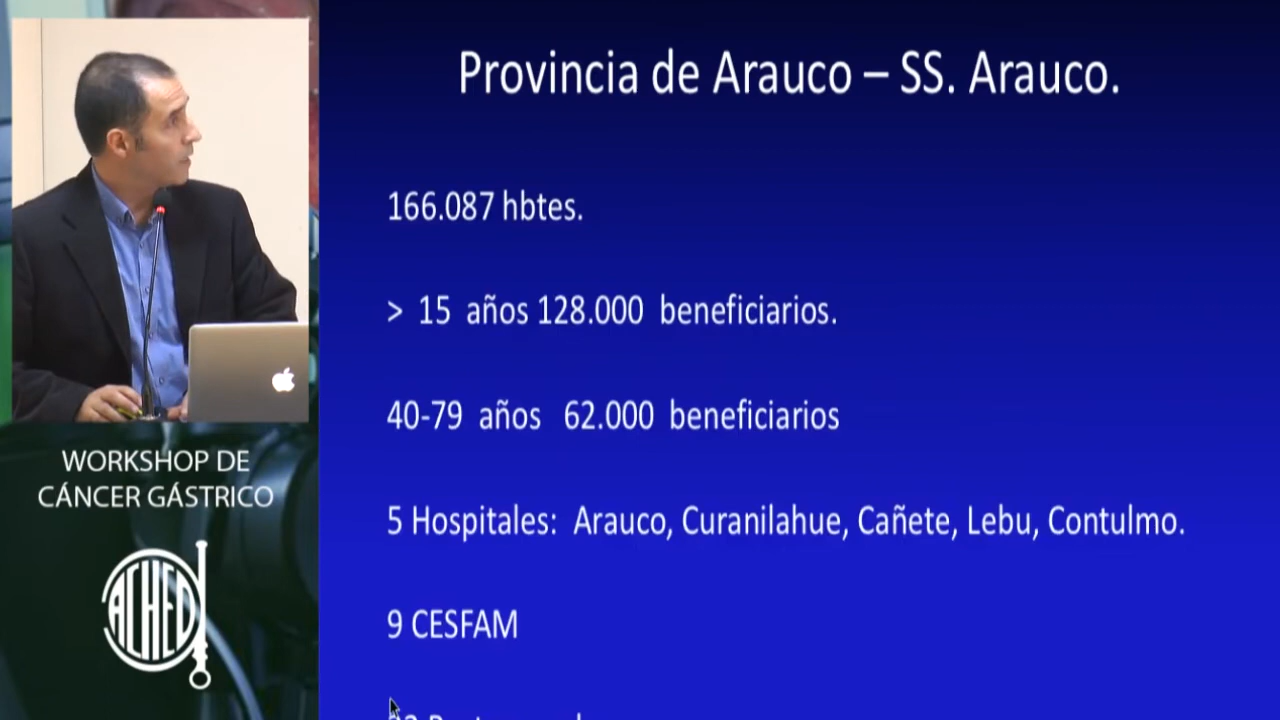 Provincia de Arauco – SS. Arauco.
166.087 hbtes.
> 15 años 128.000 beneficiarios.
40-79 años 62.000 beneficiarios
5 Hospitales: Arauco, Curanilahue, Cañete, Lebu, Contulmo.
9 CESFAM
WORKSHOP DE
CÁNCER GÁSTRICO
ACHED